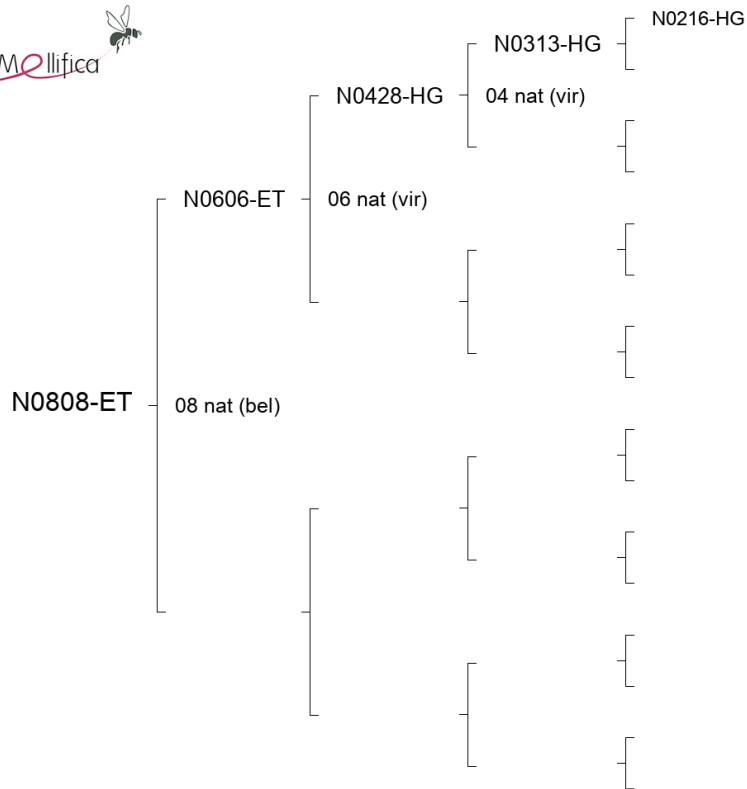 Mellifica
N0216-HG
N0313-HG
N0428-HG
04 nat (vir)
N0606-ET
06 nat (vir)
N0808-ET
08 nat (bel)